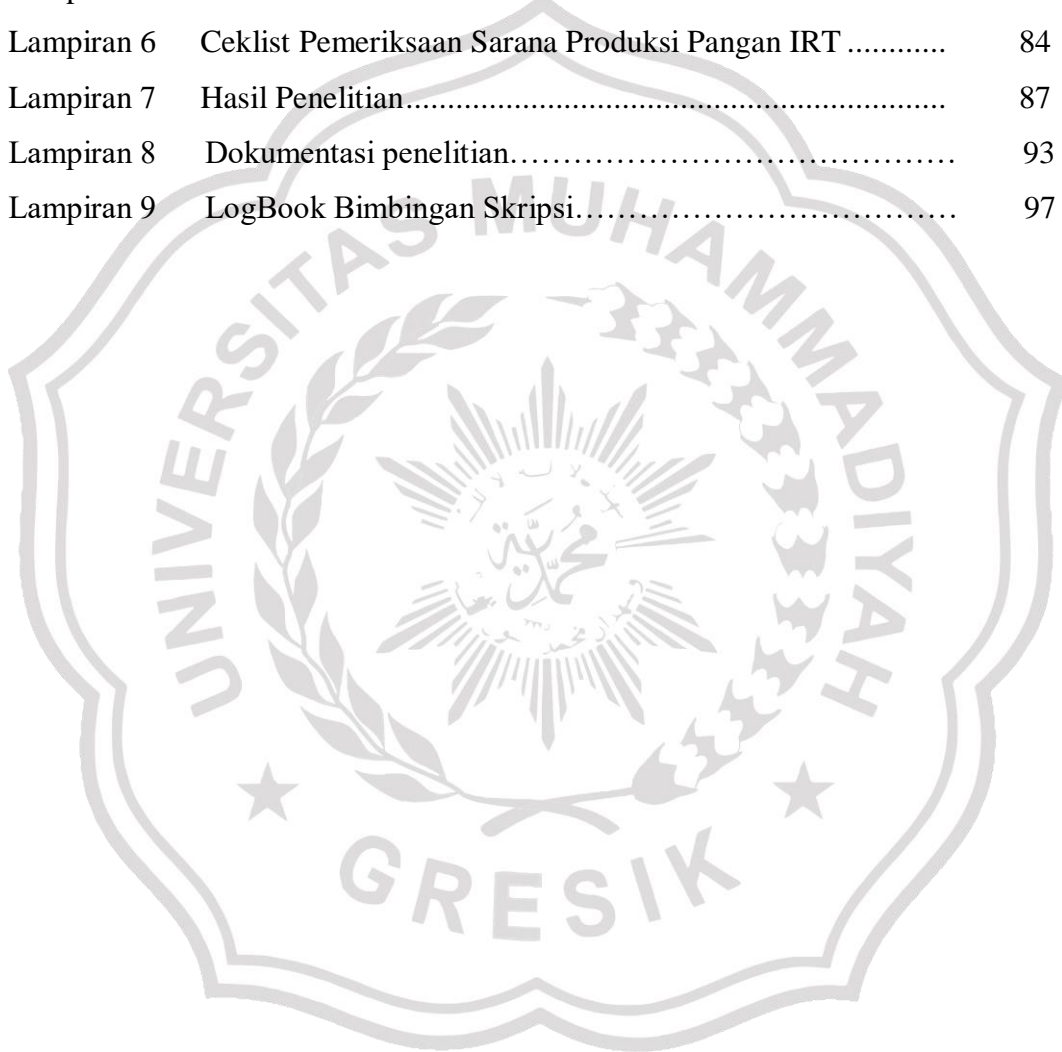 Lampiran 6 Ceklist Pemeriksaan Sarana Produksi Pangan IRT ............ 84
Lampiran 7 Hasil Penelitian.................................................................... 87
Lampiran 8 Dokumentasi penelitian…………………………………… 93
Lampiran 9 LogBook Bimbingan Skripsi……………………………… 97
UNIVERSITAS MUHAMMADIYAH
GRESIK